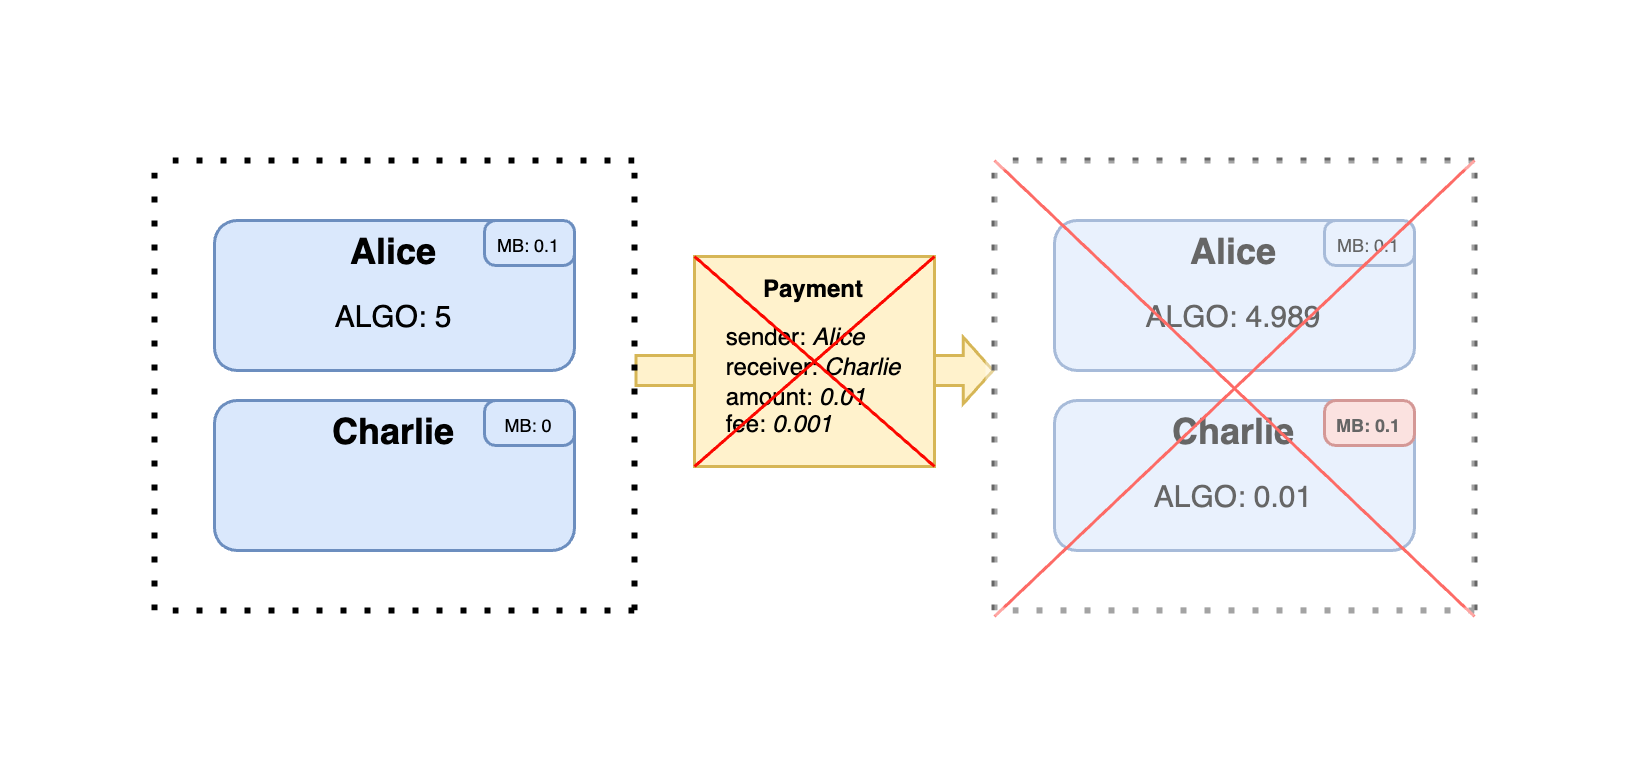 Alice
MB: 0.1
ALGO: 5
Charlie
MB: 0
Payment
sender: Alice
receiver: Charlie
amount: 0.01
fee: 0.001
Alice
MB: 0.1
ALGO: 4.989
Charlie
MB: 0.1
ALGO: 0.01